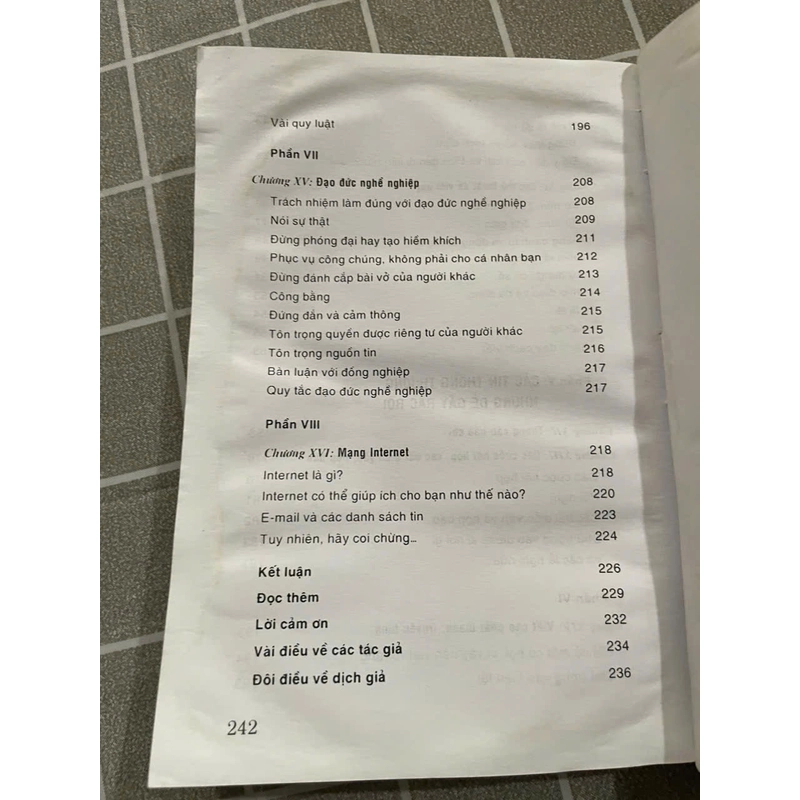 Vài quy luật 196
Phần VII
Chương XV: Đạo đức nghề nghiệp 208
Trách nhiệm làm đúng với đạo đức nghề nghiệp 208
Nói sự thật 209
Đừng phóng đại hay tạo hiềm khích 211
Phục vụ công chúng, không phải cho cá nhân bạn 212
Đừng đánh cắp bài vở của người khác 213
Công bằng 214
Đứng đắn và cảm thông 215
Tôn trọng quyền được riêng tư của người khác 215
Tôn trọng nguồn tin 216
Bàn luận với đồng nghiệp 217
Quy tắc đạo đức nghề nghiệp 217
Phần VIII
Chương XVI: Mạng Internet 218
Internet là gì? 218
Internet có thể giúp ích cho bạn như thế nào? 220
E-mail và các danh sách tin 223
Tuy nhiên, hãy coi chừng... 224
Kết luận 226
Đọc thêm 229
Lời cảm ơn 232
Vài điều về các tác giả 234
Đôi điều về dịch giả 236
242